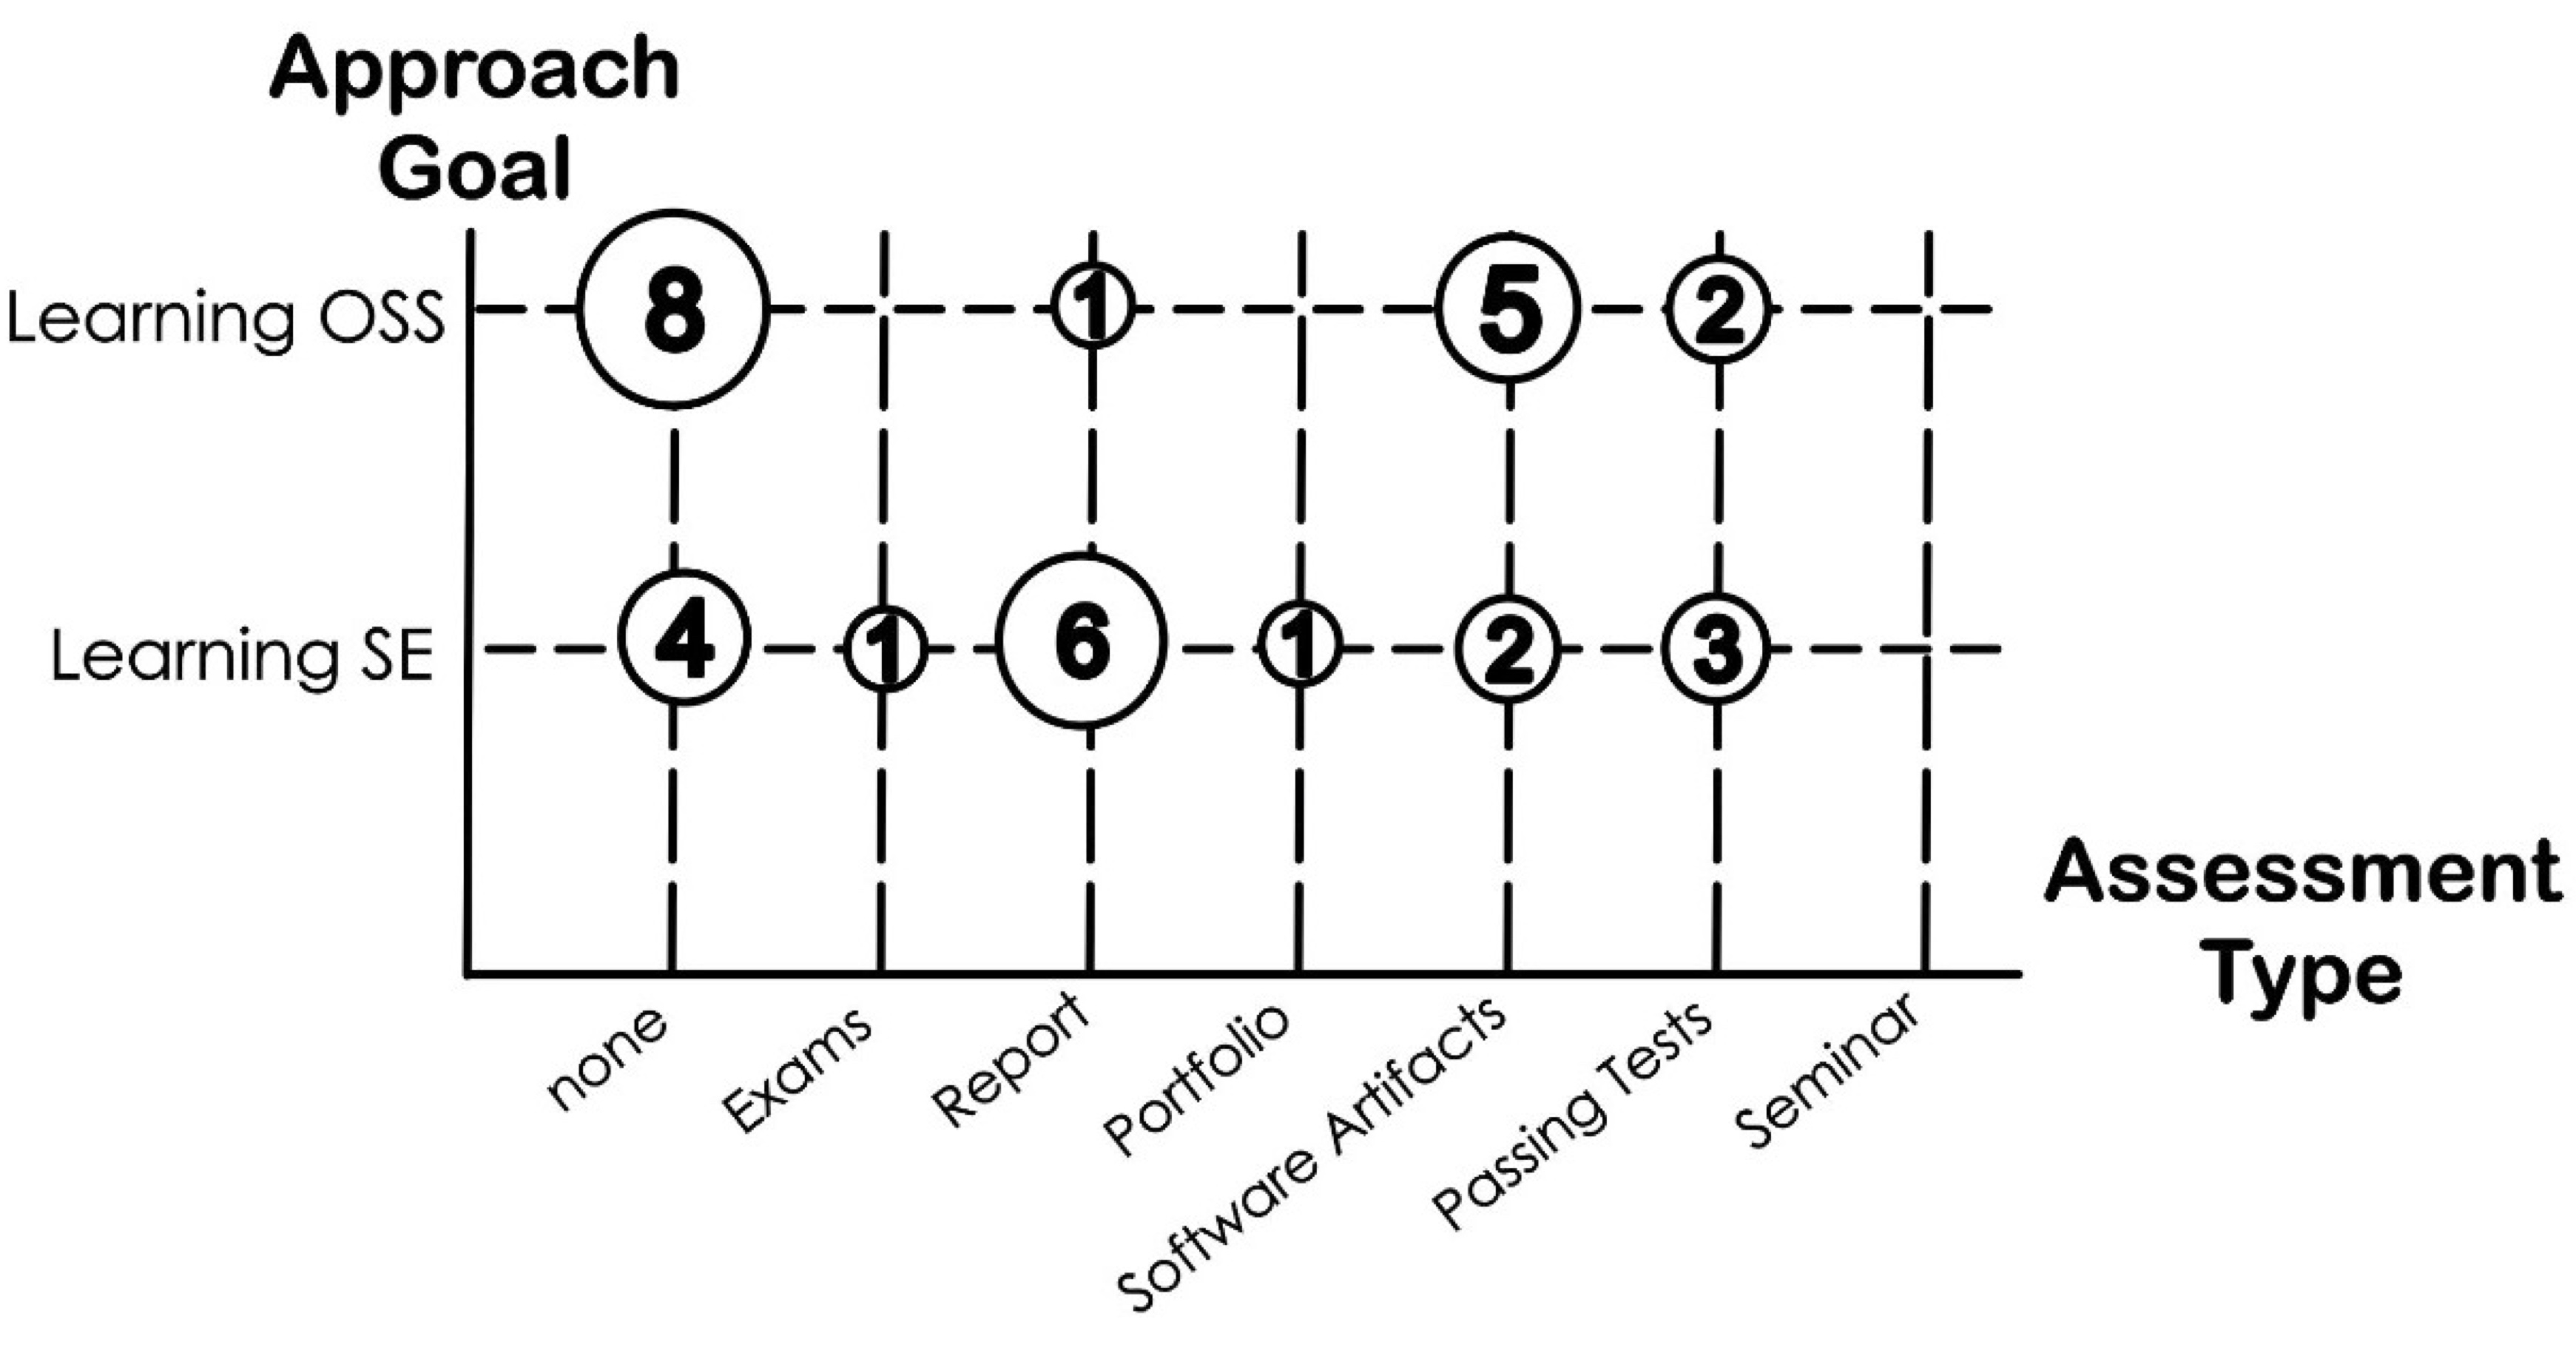 Approach
Goal
Learning OSS
8
1
5
2
Learning SE
4
1
6
1
2
3
Assessment
Type
none
Exams
Report
Portfolio
Software Artifacts
Passing Tests
Seminar